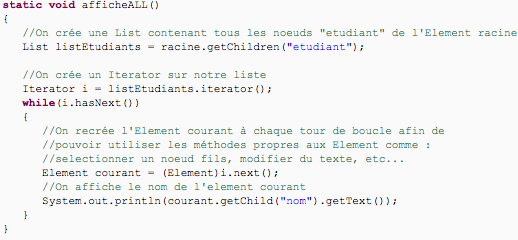 static void afficheALL()
{
//On crée une List contenant tous les noeuds "etudiant" de l'Element racine
List listEtudiants = racine.getChildren("etudiant");
//On crée un Iterator sur notre liste
Iterator i = listEtudiants.iterator();
while(i.hasNext())
{
//On recrée l'Element courant à chaque tour de boucle afin de
//pouvoir utiliser les méthodes propres aux Element comme :
//selectionner un noeud fils, modifier du texte, etc...
Element courant = (Element)i.next();
//On affiche le nom de l'element courant
System.out.println(courant.getChild("nom").getText());
}
}